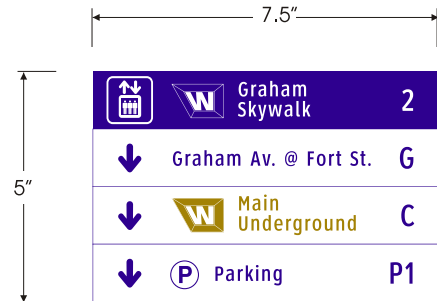 7.5"
5"
W Graham Skywalk 2
Graham Av. @ Fort St. G
W Main Underground C
P Parking P1